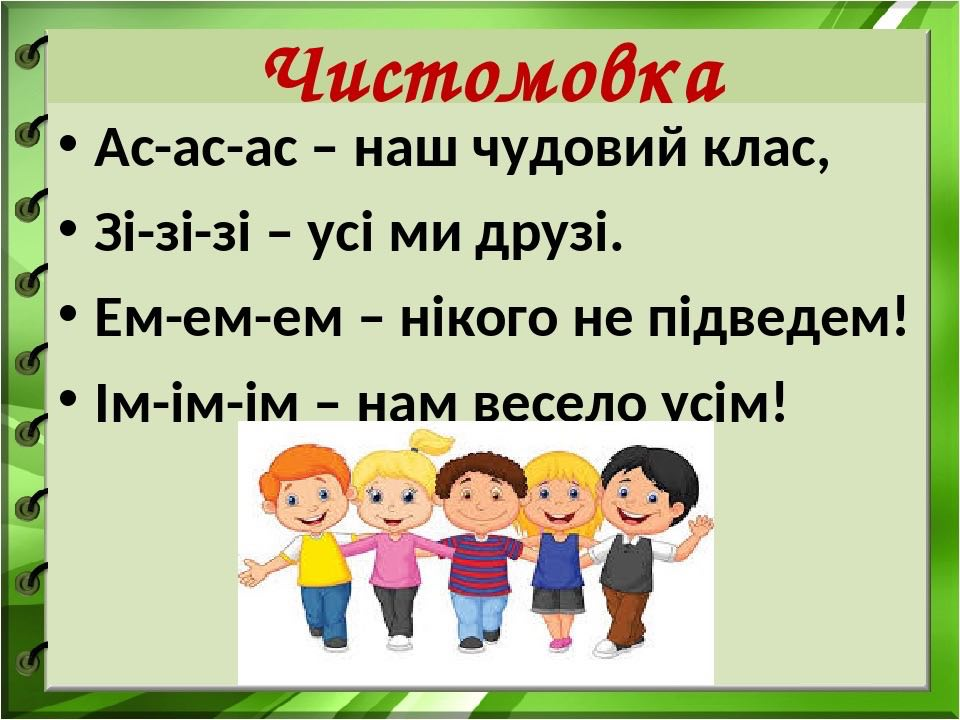 Чистомовка
• Ас-ас-ас – наш чудовий клас,
• Зі-зі-зі – усі ми друзі.
• Ем-ем-ем – нікого не підведем!
• Ім-ім-ім – нам весело усім!